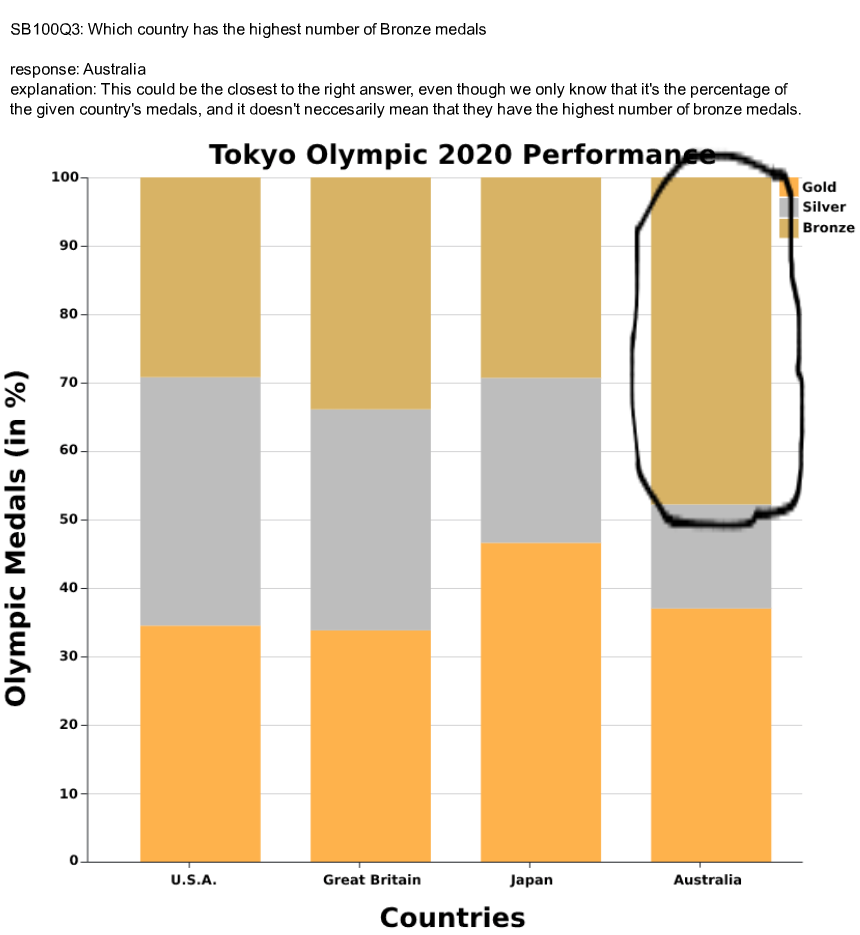 SB100Q3: Which country has the highest number of Bronze medals
response: Australia
explanation: This could be the closest to the right answer, even though we only know that it's the percentage of
the given country's medals, and it doesn't neccesarily mean that they have the highest number of bronze medals.
Tokyo Olympic 2020 Performance
Gold
Silver
Bronze
Olympic Medals (in %)
100
90
80
70
60
50
40
30
20
10
0
U.S.A. Great Britain Japan Australia
Countries